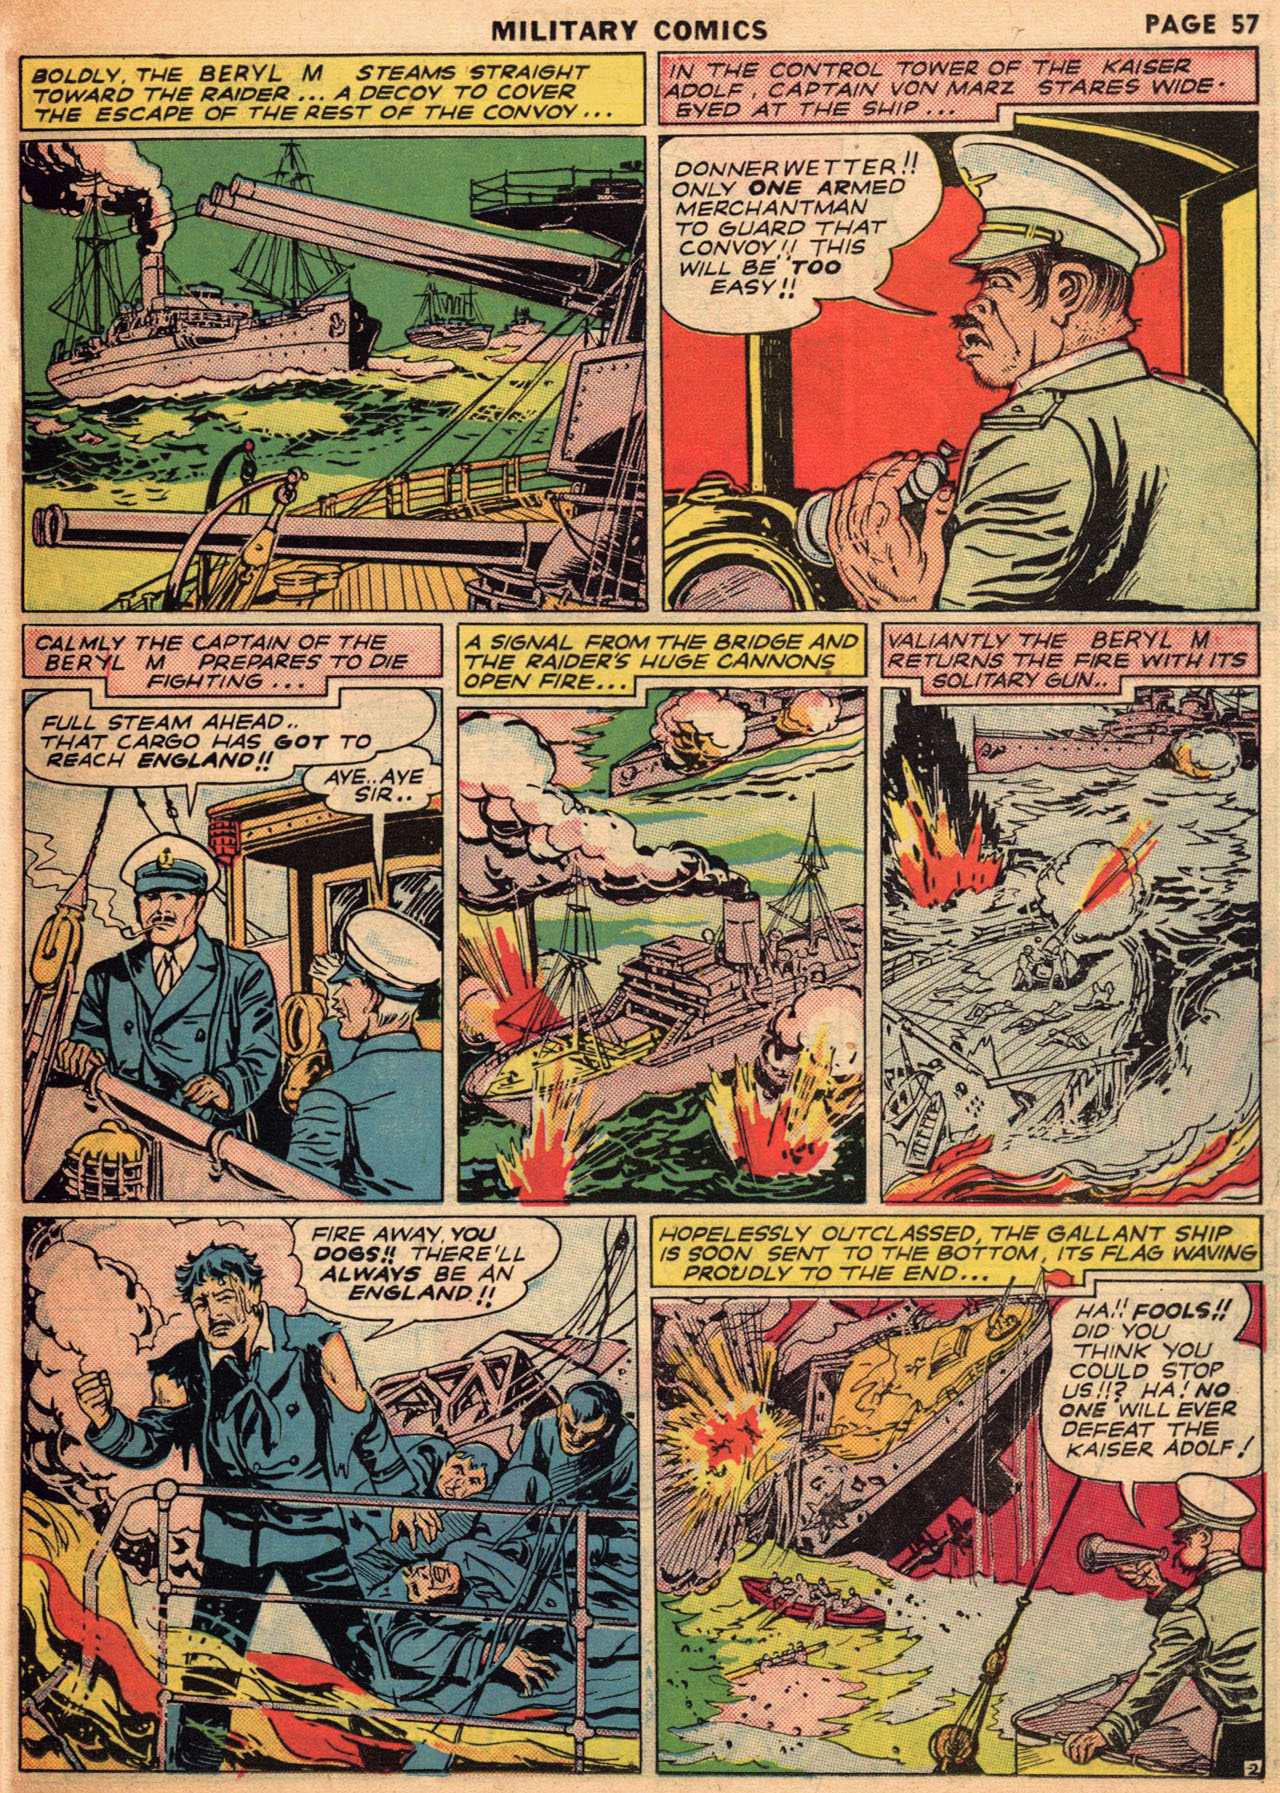 MILITARY COMICS
PAGE 57
BOLDLY, THE BERYL M STEAMS STRAIGHT
TOWARD THE RAIDER... A DECOY TO COVER
THE ESCAPE OF THE REST OF THE CONVOY...
IN THE CONTROL TOWER OF THE KAISER
ADOLF, CAPTAIN VON MARZ STARES WIDE-
EYED AT THE SHIP...
DONNERWETTER!!
ONLY ONE ARMED
MERCHANTMAN
TO GUARD THAT
CONVOY!! THIS
WILL BE TOO
EASY!!
CALMLY THE CAPTAIN OF THE
BERYL M PREPARES TO DIE
FIGHTING...
FULL STEAM AHEAD..
THAT CARGO HAS GOT TO
REACH ENGLAND!!
AYE..AYE
SIR..
A SIGNAL FROM THE BRIDGE AND
THE RAIDER'S HUGE CANNONS
OPEN FIRE...
VALIANTLY THE BERYL M
RETURNS THE FIRE WITH ITS
SOLITARY GUN..
FIRE AWAY, YOU
DOGS!! THERE'LL
ALWAYS BE AN
ENGLAND!!
HOPELESSLY OUTCLASSED, THE GALLANT SHIP
IS SOON SENT TO THE BOTTOM, ITS FLAG WAVING
PROUDLY TO THE END...
HA!! FOOLS!!
DID YOU
THINK YOU
COULD STOP
US!!? HA! NO
ONE WILL EVER
DEFEAT THE
KAISER ADOLF!
2